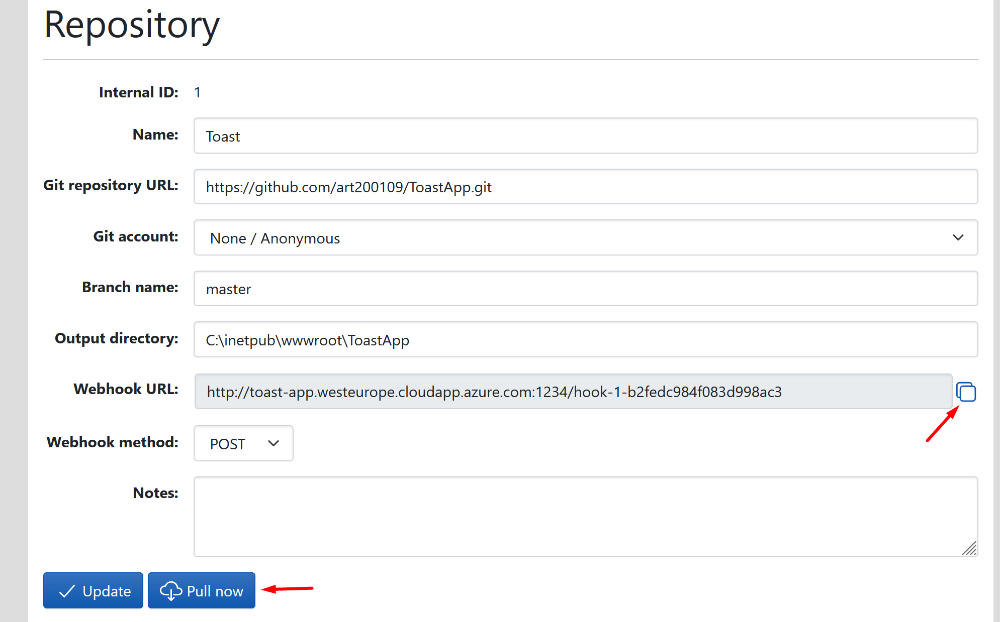 Repository
Internal ID: 1
Name: Toast
Git repository URL: https://github.com/art200109/ToastApp.git
Git account: None / Anonymous
Branch name: master
Output directory: C:\inetpub\wwwroot\ToastApp
Webhook URL: http://toast-app.westeurope.cloudapp.azure.com:1234/hook-1-b2fedc984f083d998ac3
Webhook method: POST
Notes:
Update Pull now